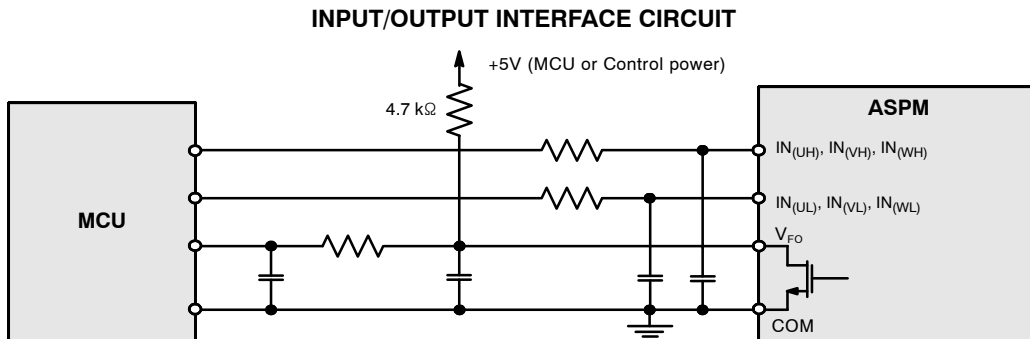 INPUT/OUTPUT INTERFACE CIRCUIT
+5V (MCU or Control power)
4.7 kΩ
ASPM
IN(UH), IN(VH), IN(WH)
MCU
IN(UL), IN(VL), IN(WL)
VFO
COM